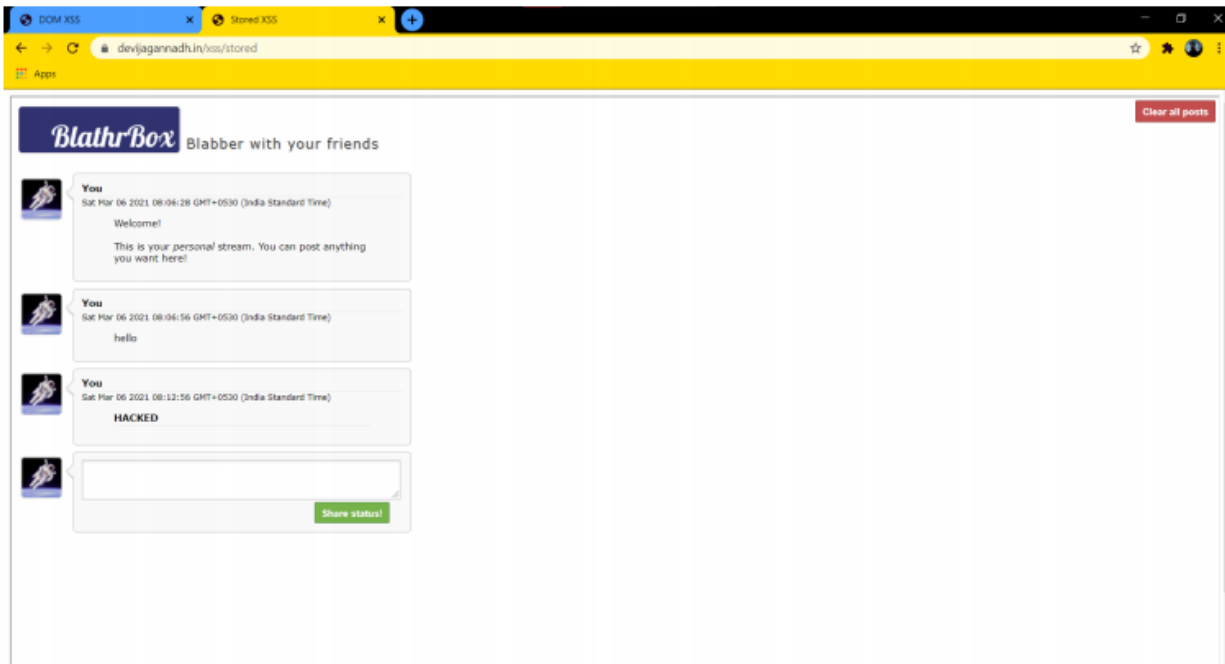 DOM XSS
Stored XSS
devijagannadh.in/xss/stored
Apps
Clear all posts
BlathrBox Blabber with your friends
You
Sat Mar 06 2021 08:06:28 GMT+0530 (India Standard Time)
Welcome!
This is your personal stream. You can post anything
you want here!
You
Sat Mar 06 2021 08:06:56 GMT+0530 (India Standard Time)
hello
You
Sat Mar 06 2021 08:12:56 GMT+0530 (India Standard Time)
HACKED
Share status!